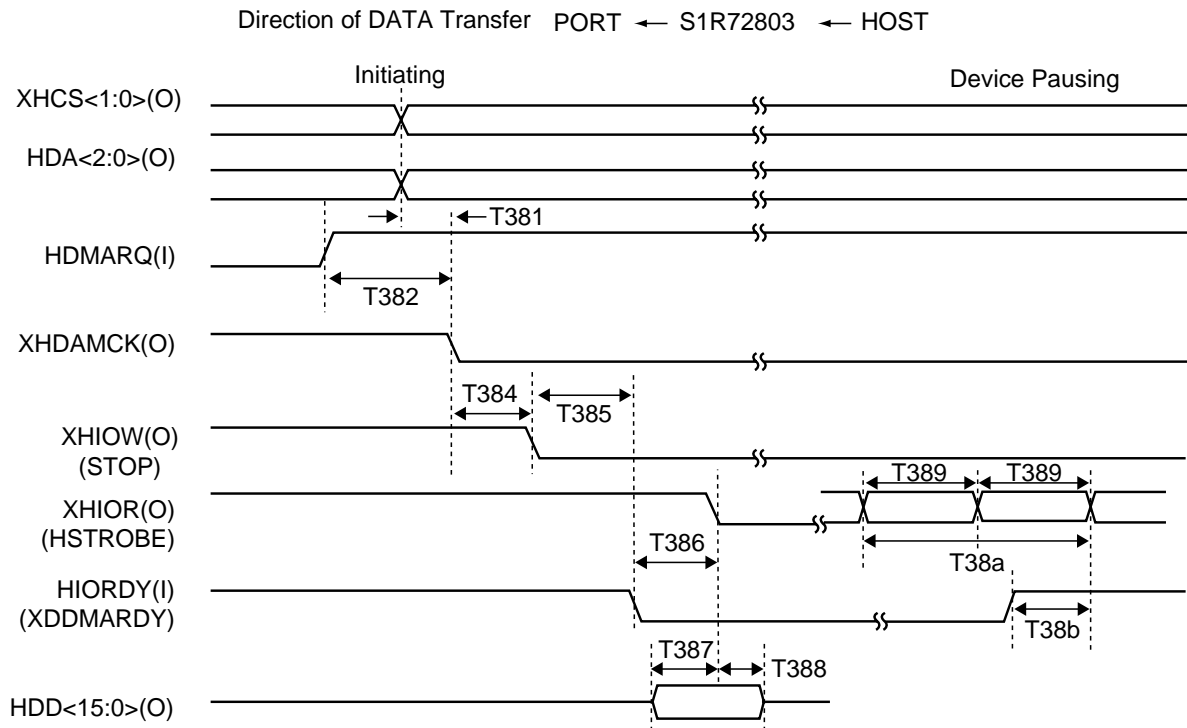 Direction of DATA Transfer PORT ← S1R72803 ← HOST
Initiating
Device Pausing
XHCS<1:0>(O)
HDA<2:0>(O)
T381
HDMARQ(I)
T382
XHDAMCK(O)
T384
T385
XHIOW(O)
(STOP)
T389
T389
XHIOR(O)
(HSTROBE)
T386
T38a
HIORDY(I)
(XDDMARDY)
T38b
T387
T388
HDD<15:0>(O)